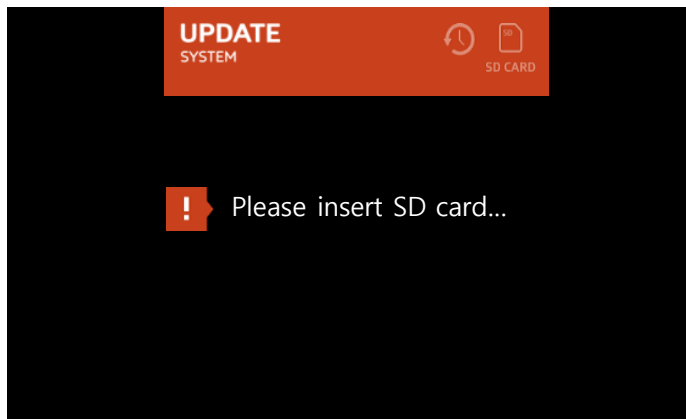 UPDATE
SYSTEM
SD
SD CARD
! Please insert SD card...